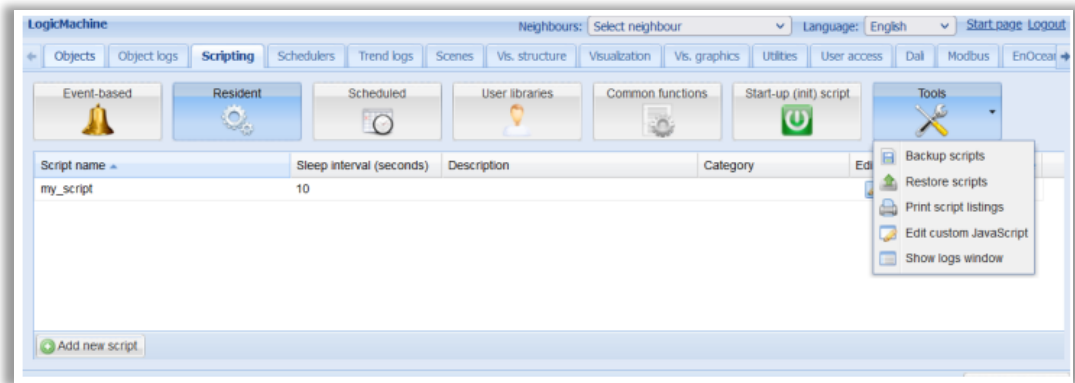 LogicMachine Neighbours: Select neighbour Language: English Start page Logout
Objects Object logs Scripting Schedulers Trend logs Scenes Vis. structure Visualization Vis. graphics Utilities User access Dali Modbus
Event-based Resident Scheduled User libraries Common functions Start-up (init) script Tools
Script name Sleep interval (seconds) Description Category
my_script 10
Backup scripts
Restore scripts
Print script listings
Edit custom JavaScript
Show logs window
Add new script